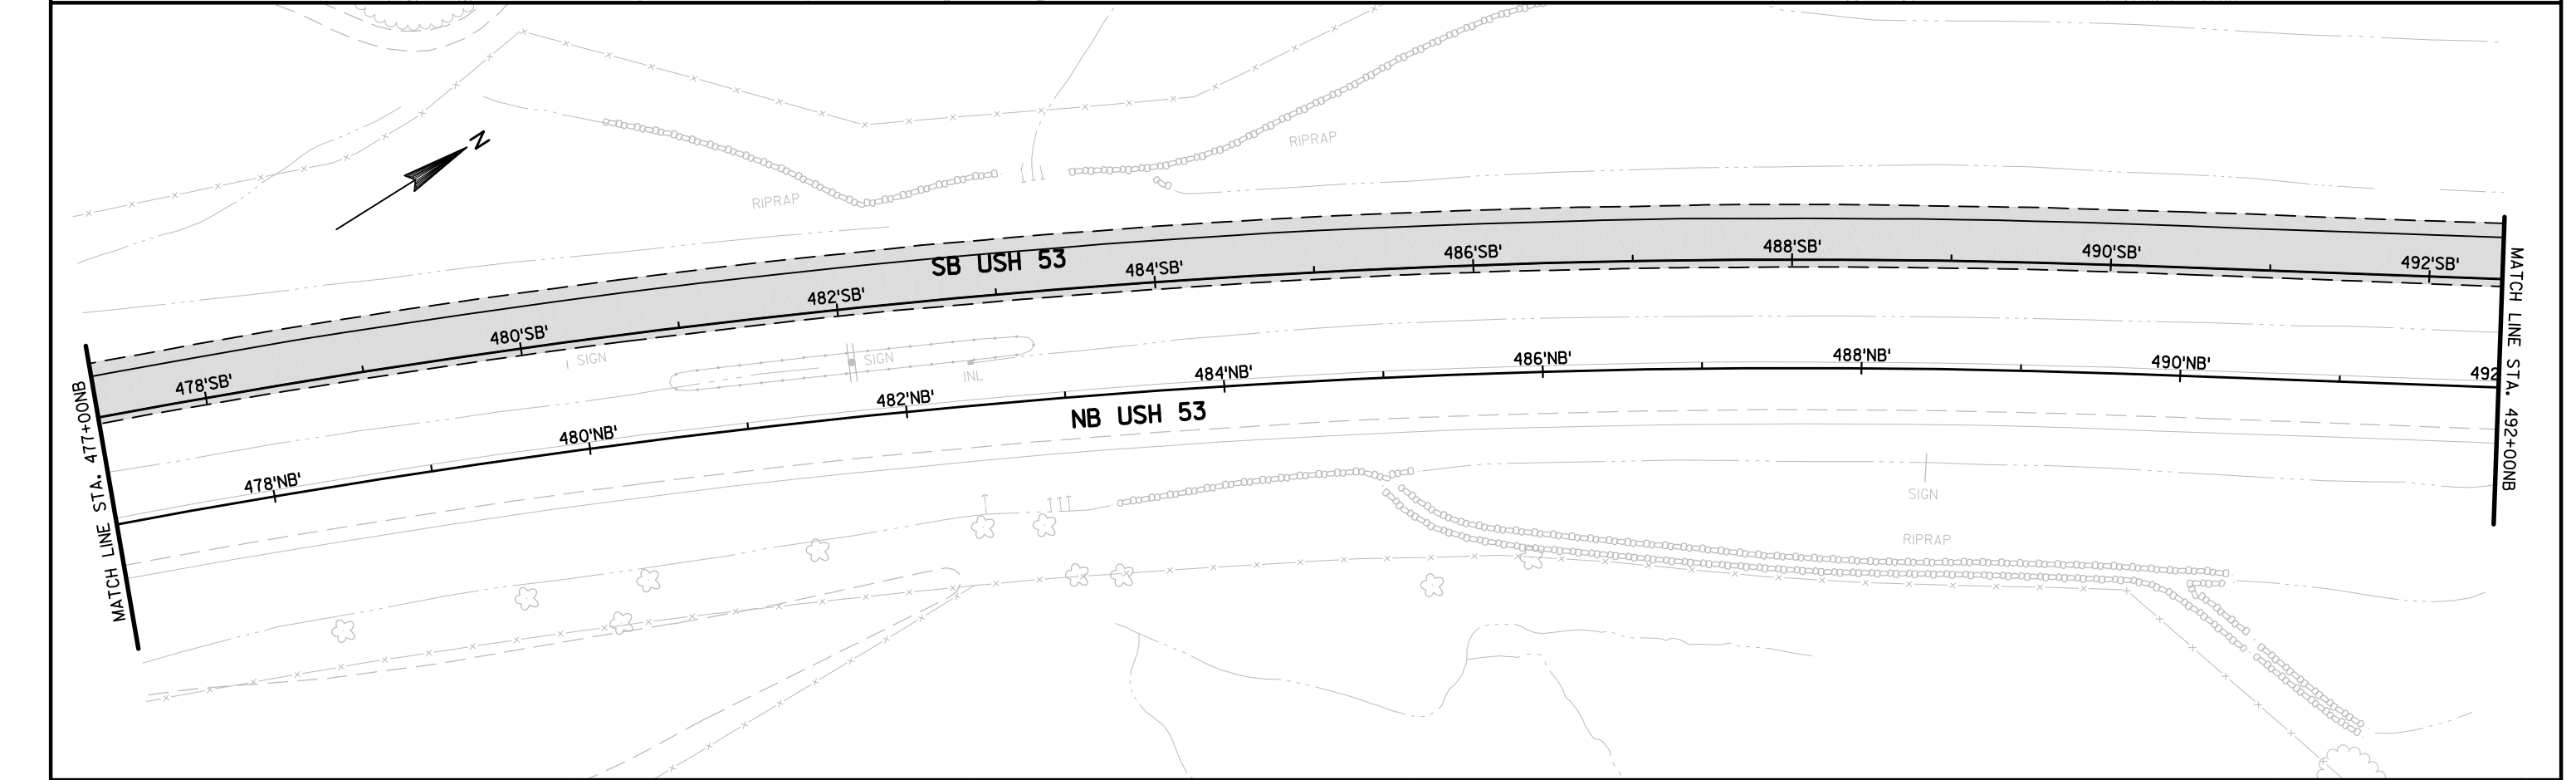 N
RIPRAP
RIPRAP
SB USH 53
478'SB'
480'SB'
482'SB'
484'SB'
486'SB'
488'SB'
490'SB'
492'SB'
SIGN
SIGN
INL
478'NB'
480'NB'
482'NB'
484'NB'
486'NB'
488'NB'
490'NB'
492
NB USH 53
SIGN
RIPRAP
MATCH LINE STA. 477+00NB
MATCH LINE STA. 492+00NB